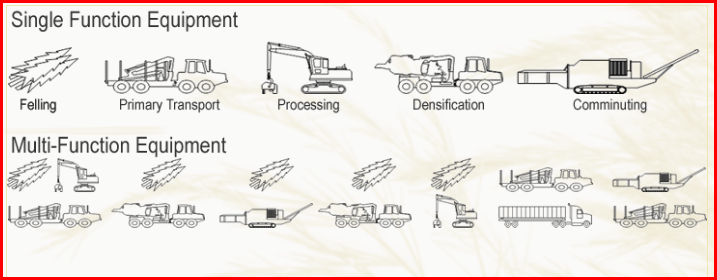 Single Function Equipment
Felling Primary Transport Processing Densification Comminuting
Multi-Function Equipment